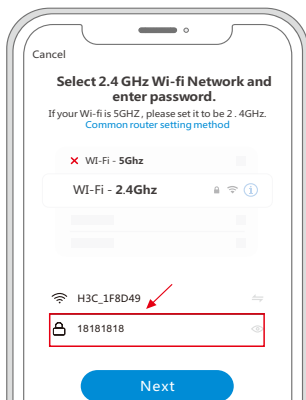 Cancel
Select 2.4 GHz Wi-fi Network and
enter password.
If your Wi-fi is 5GHZ , please set it to be 2 . 4GHz.
Common router setting method
WI-Fi - 5Ghz
WI-Fi - 2.4Ghz
H3C_1F8D49
18181818
Next